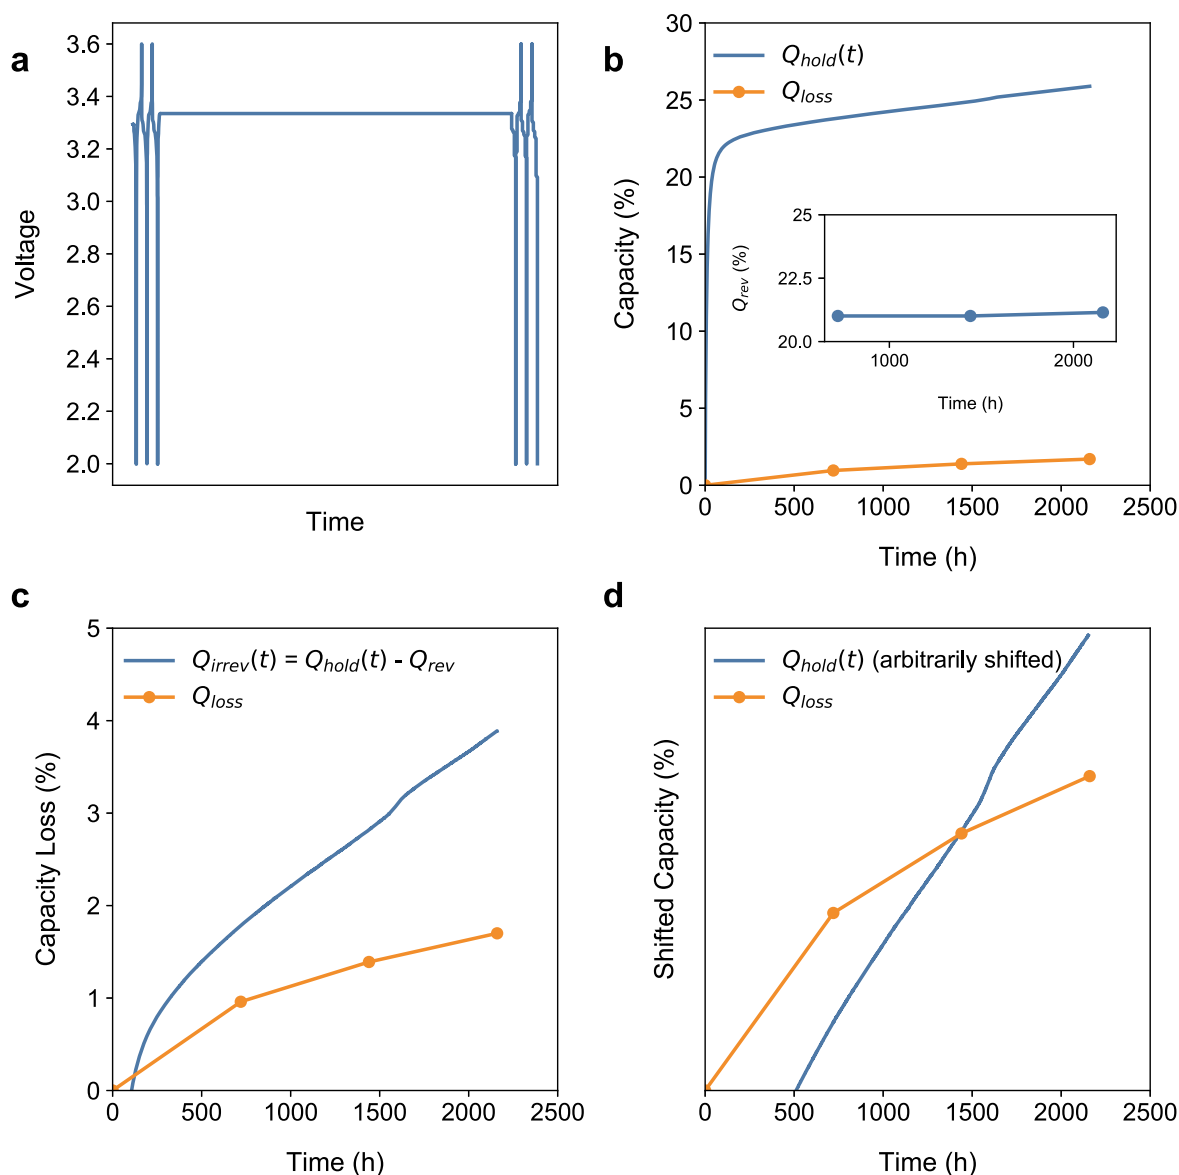 a
3.6
3.4
3.2
3.0
2.8
2.6
2.4
2.2
2.0
Voltage
Time
b
30
25
20
15
10
5
0
Capacity (%)
Q_hold(t)
Q_loss
25
22.5
20.0
Q_rev (%)
1000 2000
Time (h)
0 500 1000 1500 2000 2500
Time (h)
c
5
4
3
2
1
0
Capacity Loss (%)
Q_irrev(t) = Q_hold(t) - Q_rev
Q_loss
0 500 1000 1500 2000 2500
Time (h)
d
Shifted Capacity (%)
Q_hold(t) (arbitrarily shifted)
Q_loss
0 500 1000 1500 2000 2500
Time (h)